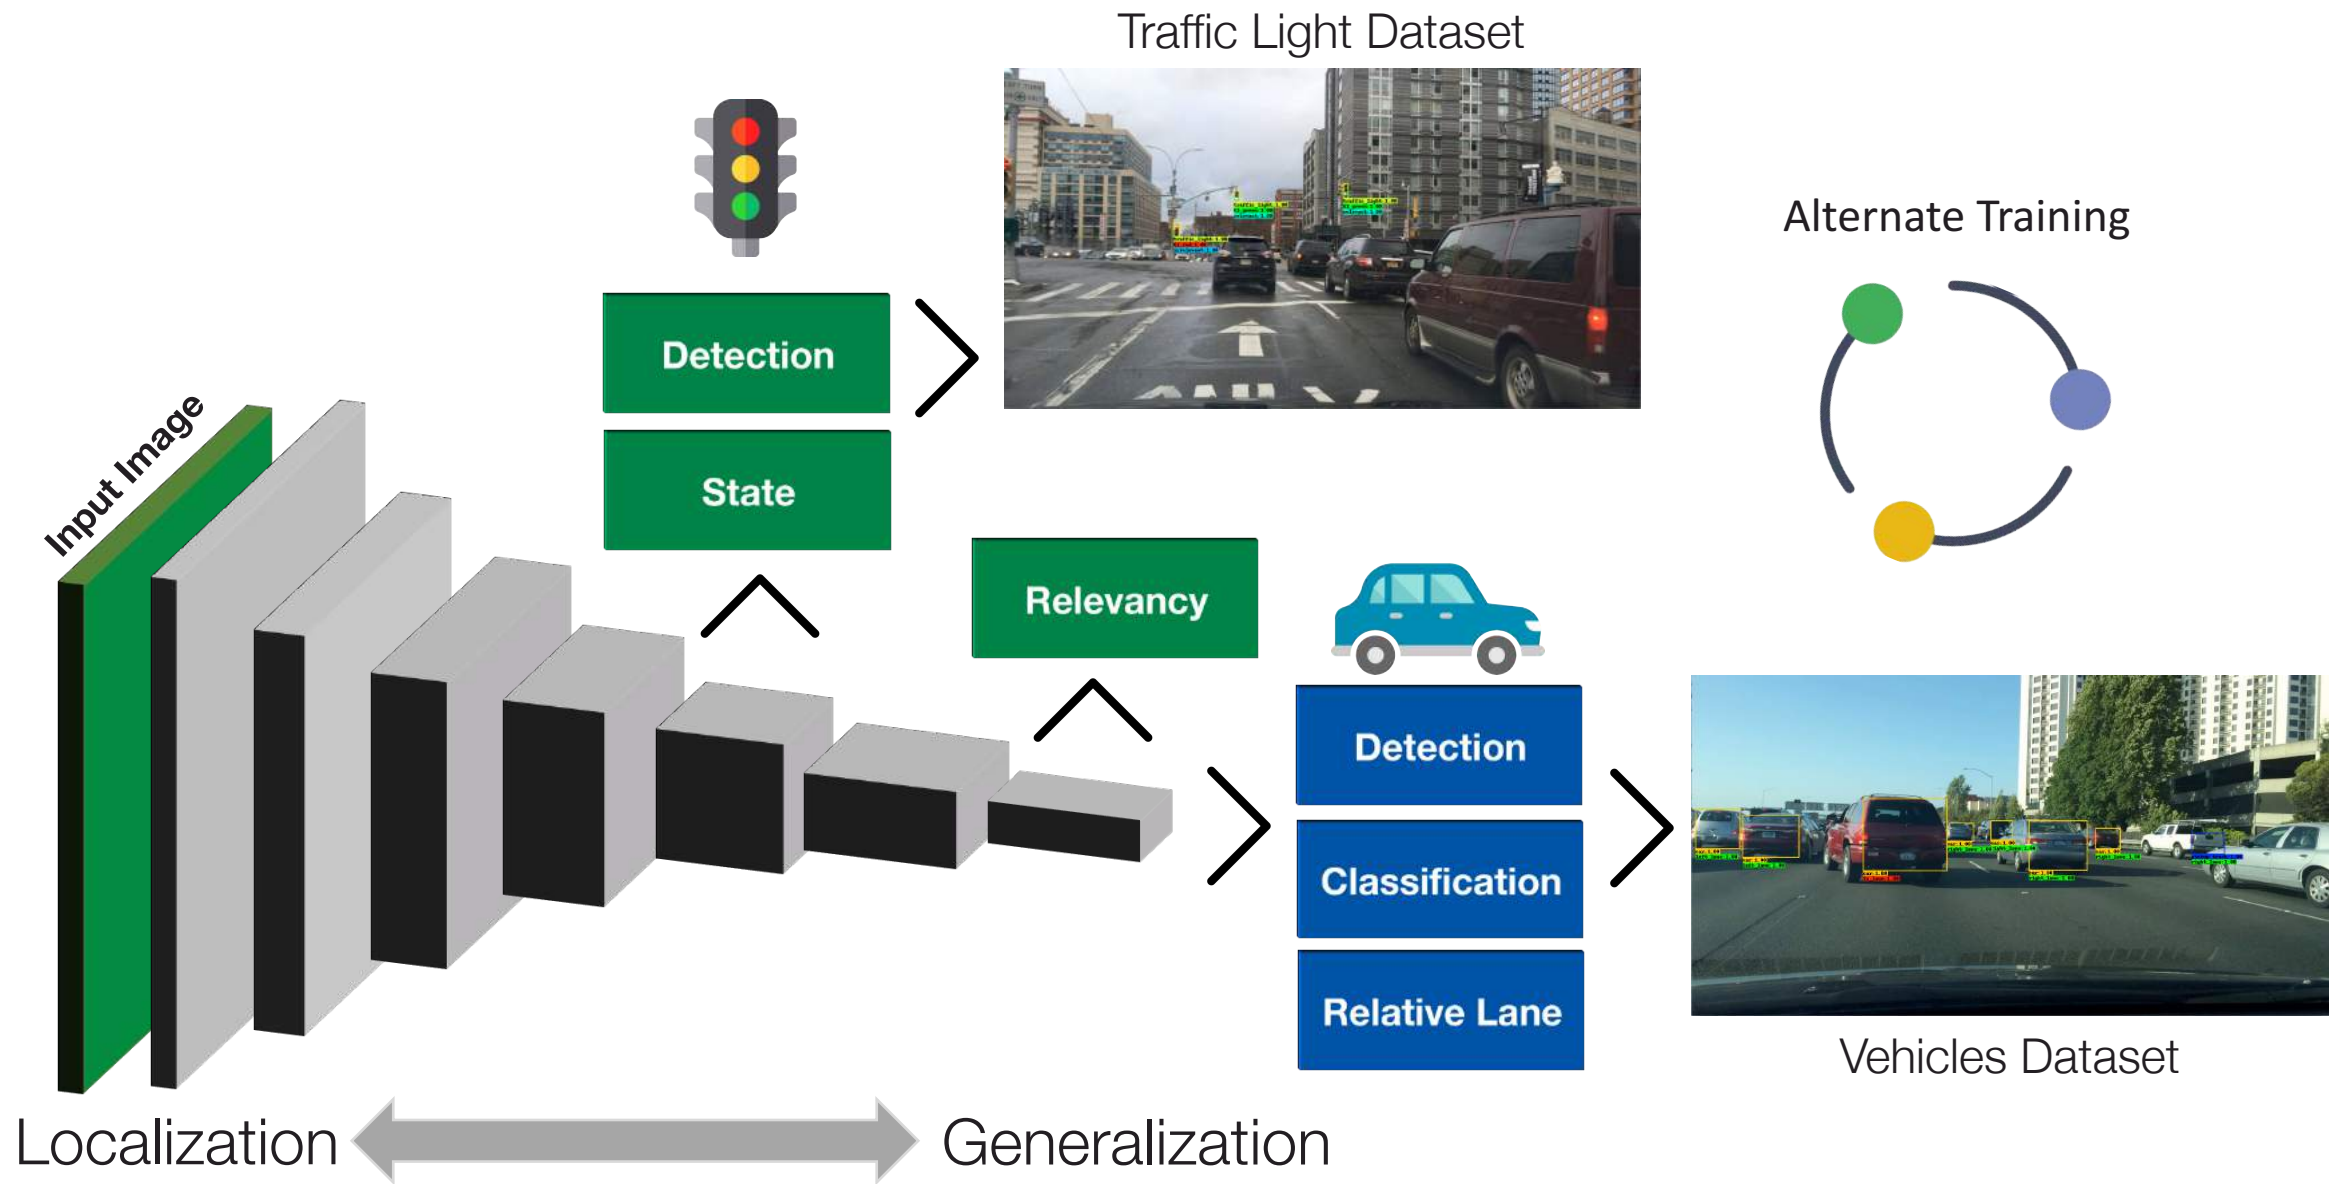 Traffic Light Dataset
Alternate Training
Detection
State
Input Image
Relevancy
Detection
Classification
Relative Lane
Vehicles Dataset
Localization
Generalization